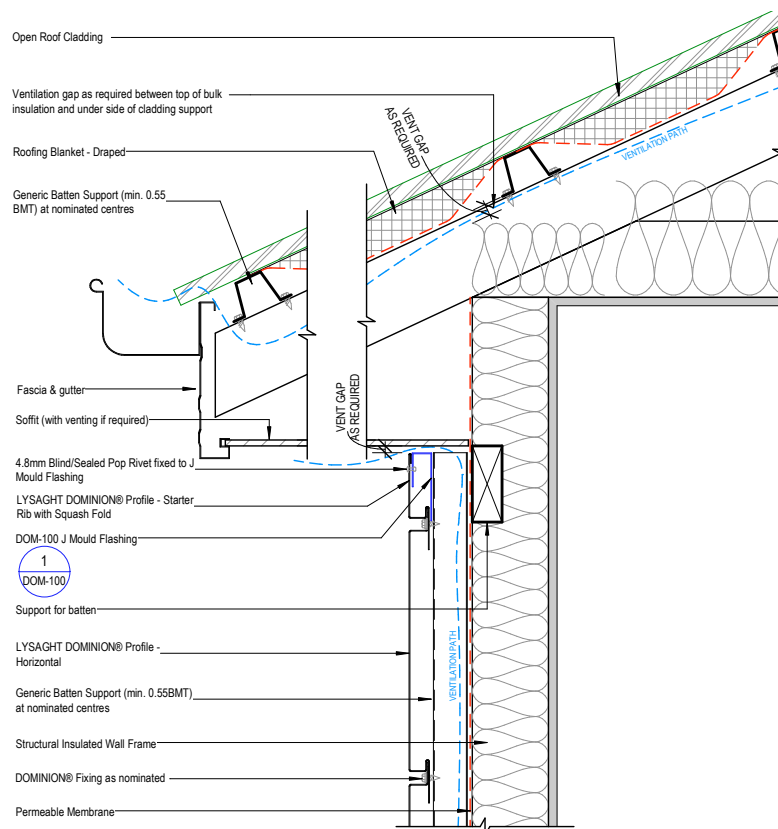 Open Roof Cladding
Ventilation gap as required between top of bulk
insulation and under side of cladding support
VENT GAP
AS REQUIRED
VENTILATION PATH
Roofing Blanket - Draped
Generic Batten Support (min. 0.55
BMT) at nominated centres
Fascia & gutter
Soffit (with venting if required)
VENT GAP
AS REQUIRED
4.8mm Blind/Sealed Pop Rivet fixed to J
Mould Flashing
LYSAGHT DOMINION® Profile - Starter
Rib with Squash Fold
DOM-100 J Mould Flashing
1
DOM-100
Support for batten
LYSAGHT DOMINION® Profile -
Horizontal
VENTILATION PATH
Generic Batten Support (min. 0.55BMT)
at nominated centres
Structural Insulated Wall Frame
DOMINION® Fixing as nominated
Permeable Membrane